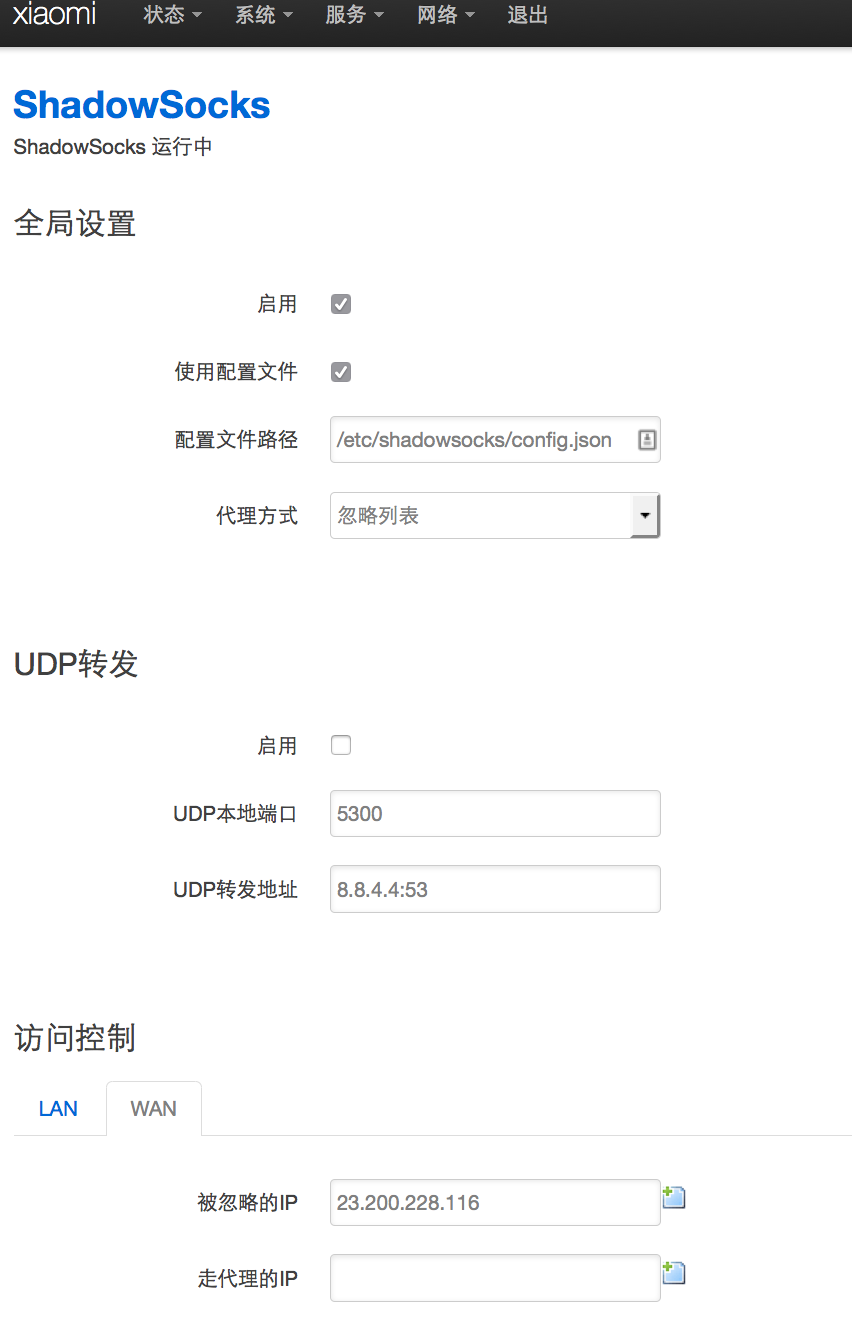 xiaomi 状态 系统 服务 网络 退出
ShadowSocks
ShadowSocks 运行中
全局设置
启用
使用配置文件
配置文件路径 /etc/shadowsocks/config.json
代理方式 忽略列表
UDP转发
启用
UDP本地端口 5300
UDP转发地址 8.8.4.4:53
访问控制
LAN WAN
被忽略的IP 23.200.228.116
走代理的IP